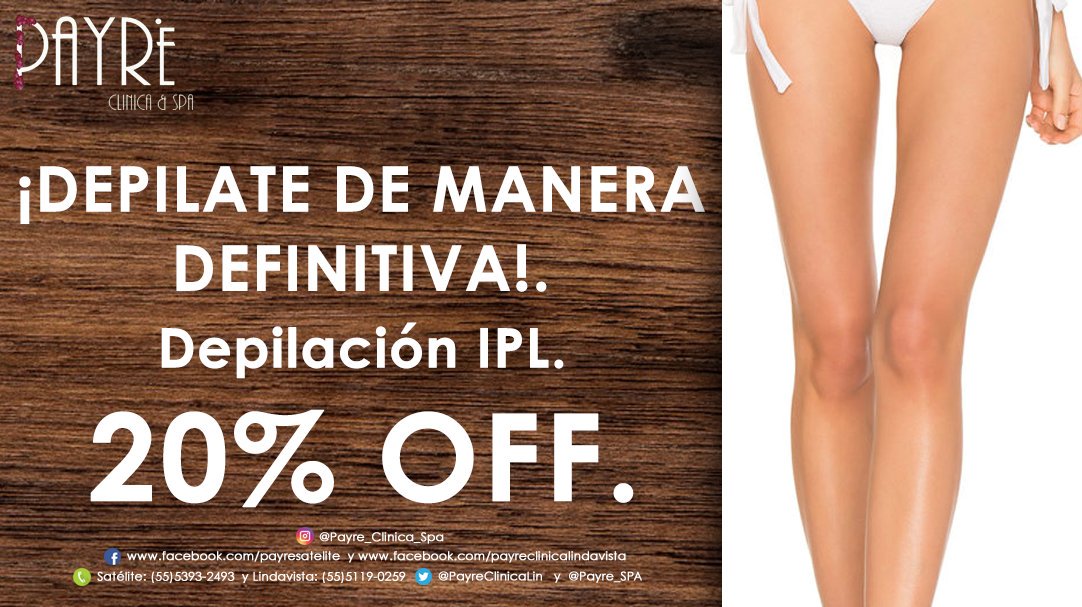 PAYRÈ
CLINICA & SPA
¡DEPILATE DE MANERA
DEFINITIVA!.
Depilación IPL.
20% OFF.
@Payre_Clinica_Spa
www.facebook.com/payresatelite y www.facebook.com/payreclinicalindavista
Satélite: (55)5393-2493 y Lindavista: (55)5119-0259 @PayreClinicaLin y @Payre_SPA